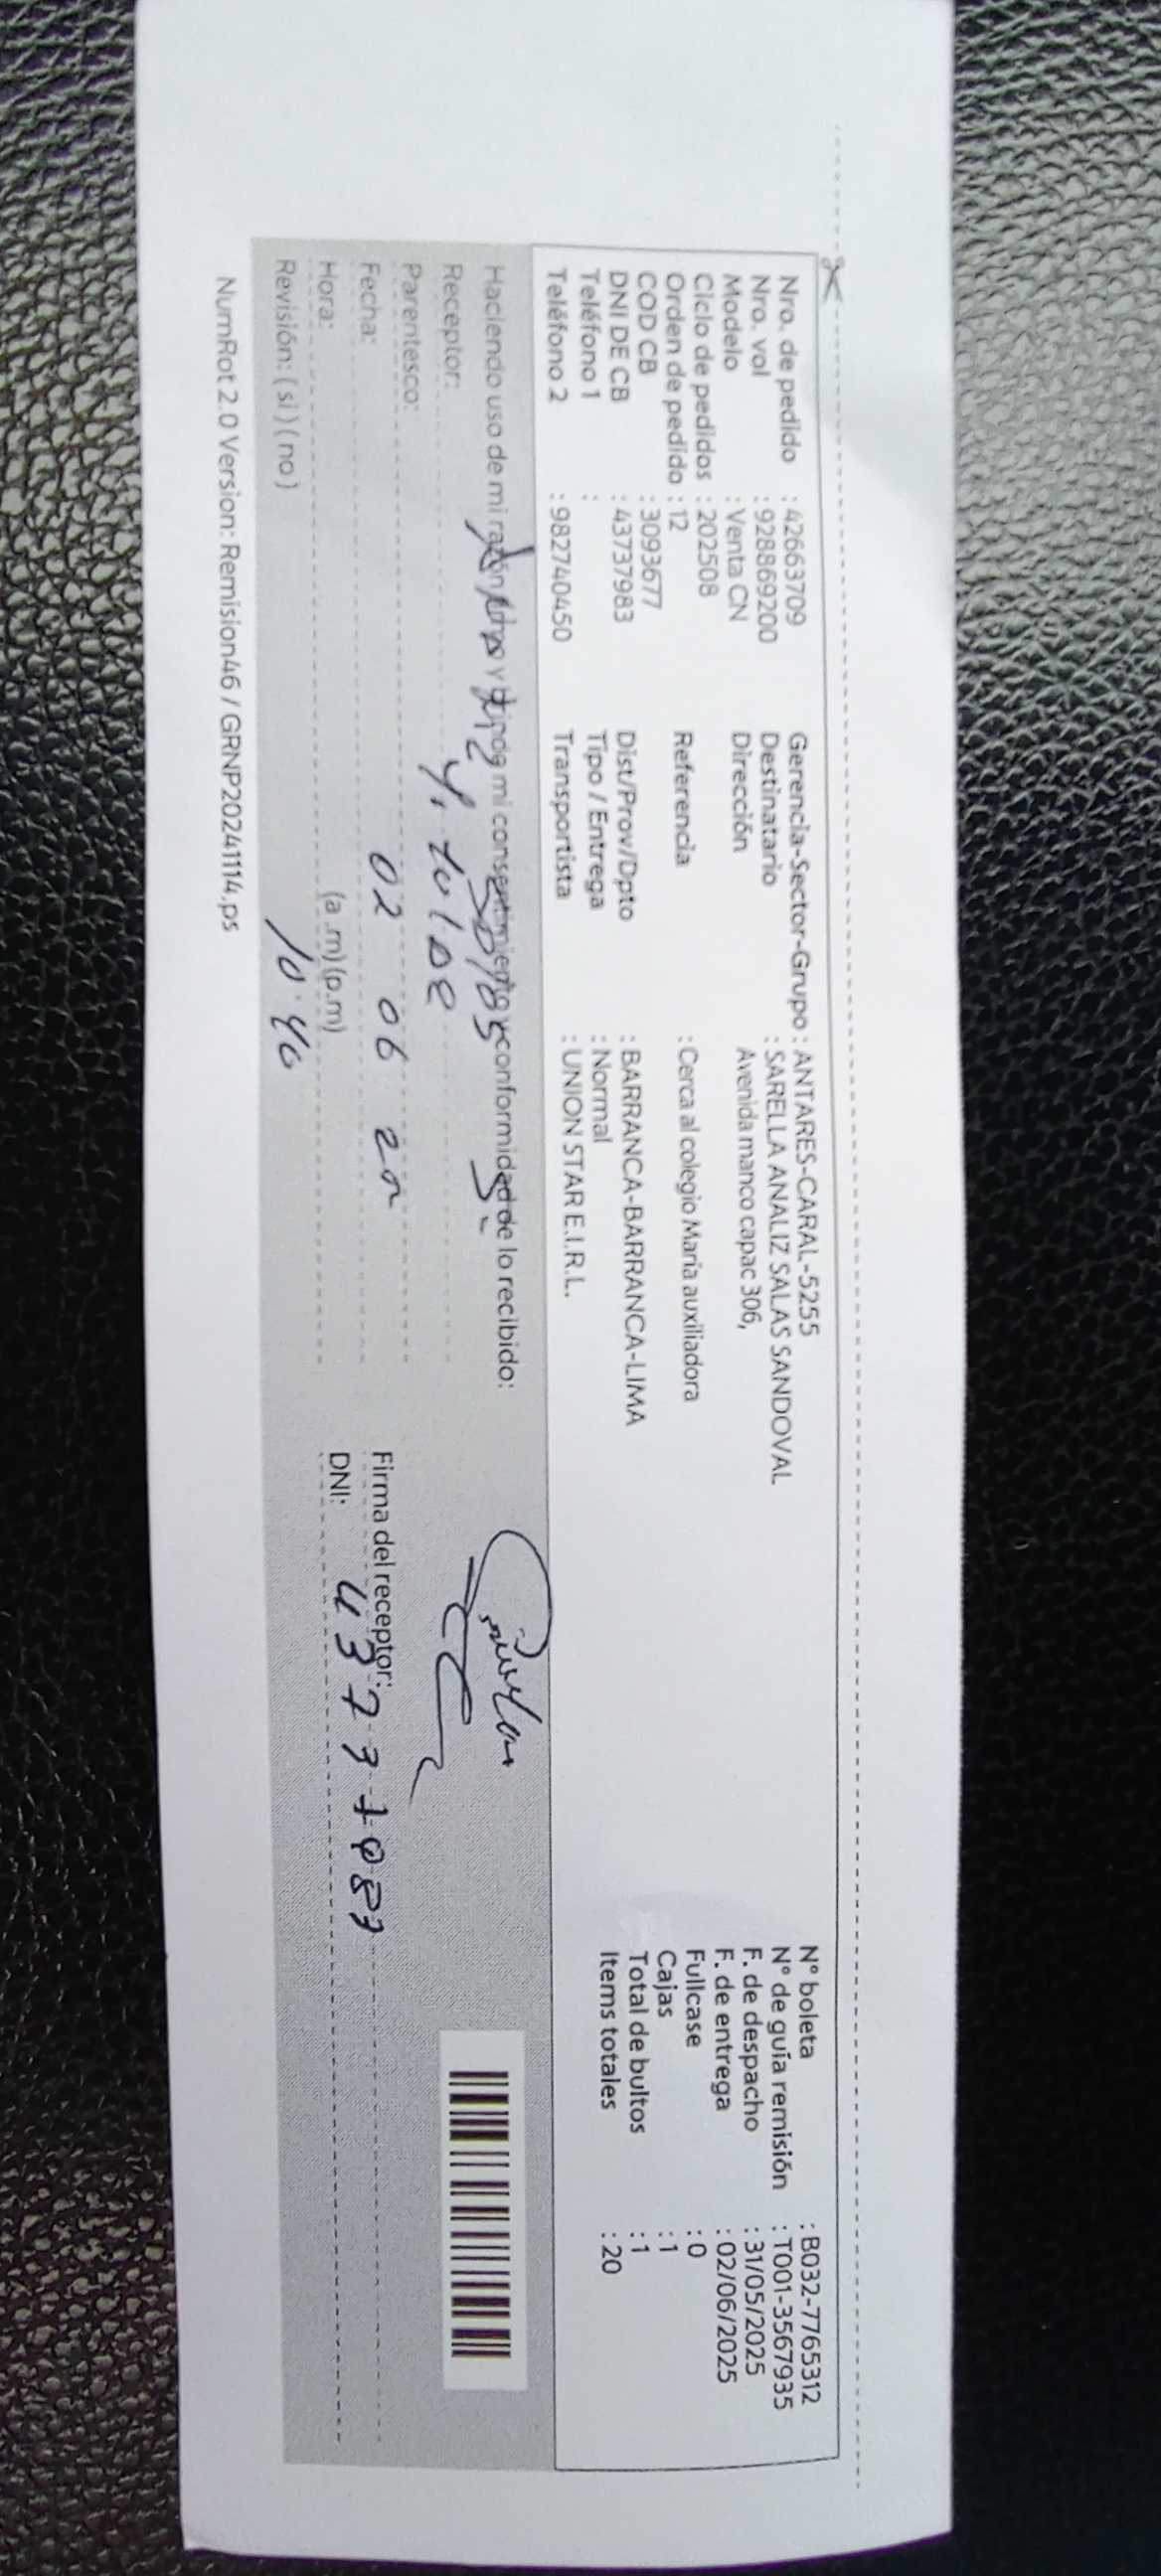 Nro. de pedido : 42663709
Nro. vol : 928869200
Modelo : Venta CN
Ciclo de pedidos : 202508
Orden de pedido : 12
COD CB : 3093677
DNI DE CB : 43737983
Teléfono 1 :
Teléfono 2 : 982740450
Gerencia-Sector-Grupo : ANTARES-CARAL-5255
Destinatario : SARELLA ANALIZ SALAS SANDOVAL
Dirección Avenida manco capac 306,
Referencia : Cerca al colegio Maria auxiliadora
Dist/Prov/Dpto : BARRANCA-BARRANCA-LIMA
Tipo / Entrega : Normal
Transportista : UNION STAR E.I.R.L.
N° boleta : B032-7765312
N° de guía remisión : T001-3567935
F. de despacho : 31/05/2025
F. de entrega : 02/06/2025
Fullcase : 0
Cajas : 1
Total de bultos : 1
Items totales : 20
Haciendo uso de mi razón y brindo mi consentimiento y conformidad de lo recibido:
Receptor:
Parentesco:
Fecha: 02 06
Hora: (a .m) (p.m)
Revisión: ( si ) ( no ) 10:40
Firma del receptor:
DNI: 43737983
NumRot 2.0 Version: Remision46 / GRNP20241114.ps